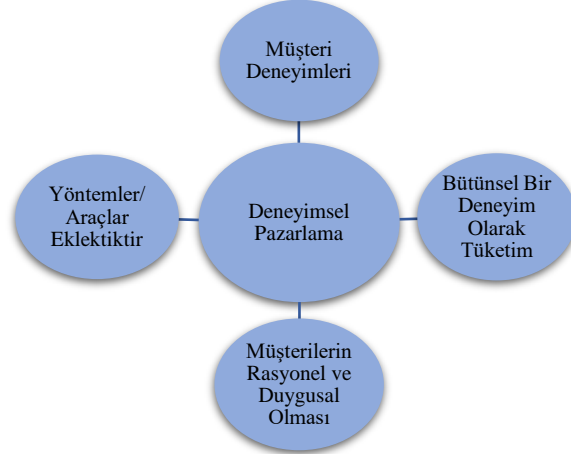 Müşteri
Deneyimleri
Yöntemler/
Araçlar
Eklektiktir
Deneyimsel
Pazarlama
Bütünsel Bir
Deneyim
Olarak
Tüketim
Müşterilerin
Rasyonel ve
Duygusal
Olması